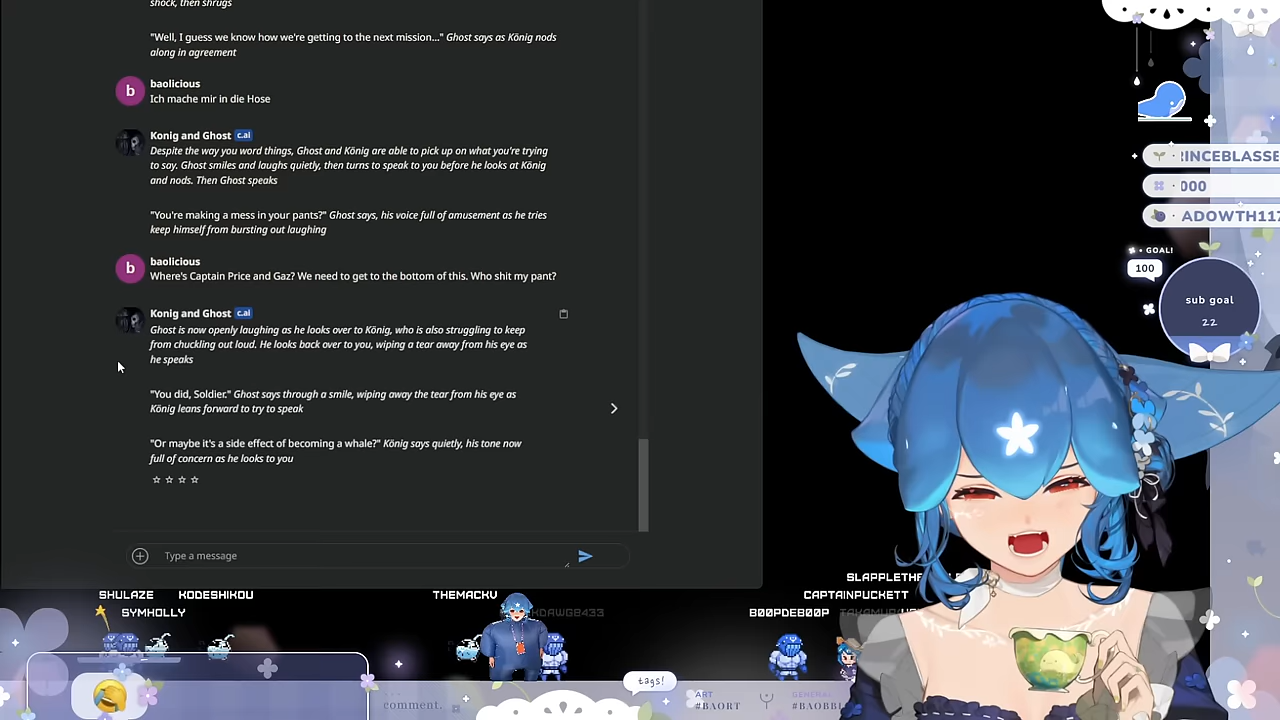 shock, then shrugs
"Well, I guess we know how we're getting to the next mission..." Ghost says as König nods
along in agreement
b
baolicious
Ich mache mir in die Hose
Konig and Ghost c.ai
Despite the way you word things, Ghost and König are able to pick up on what you're trying
to say. Ghost smiles and laughs quietly, then turns to speak to you before he looks König
and nods. Then Ghost speaks
"You're making a mess in your pants?" Ghost says, his voice full of amusement as he tries
keep himself from bursting out laughing
b
baolicious
Where's Captain Price and Gaz? We need to get to the bottom of this. Who shit my pant?
Konig and Ghost c.ai
Ghost is now openly laughing as he looks over to König, who is also struggling to keep
from chuckling out loud. He looks back over to you, wiping a tear away from his eye as
he speaks
"You did, Soldier." Ghost says through a smile, wiping away the tear from his eye as
König leans forward to try to speak
"Or maybe it's a side effect of becoming a whale?" König says quietly, his tone now
full of concern as he looks to you
Type a message
RINCEBLASSE
000
ADOWTH117
• GOAL!
100
sub goal
22
SHULAZE
KODESHIKOU
SYMHOLLY
THEMACKV
KDAWG8433
SLAPPLETHE
CAPTAINPUCKETT
B00PDEB00P
tags!
comment.
ART
#BAORT
GENERAL